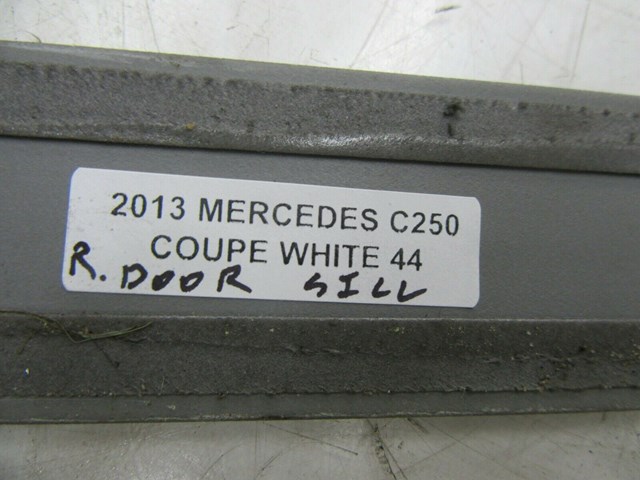 2013 MERCEDES C250
COUPE WHITE 44
R. DOOR SILL